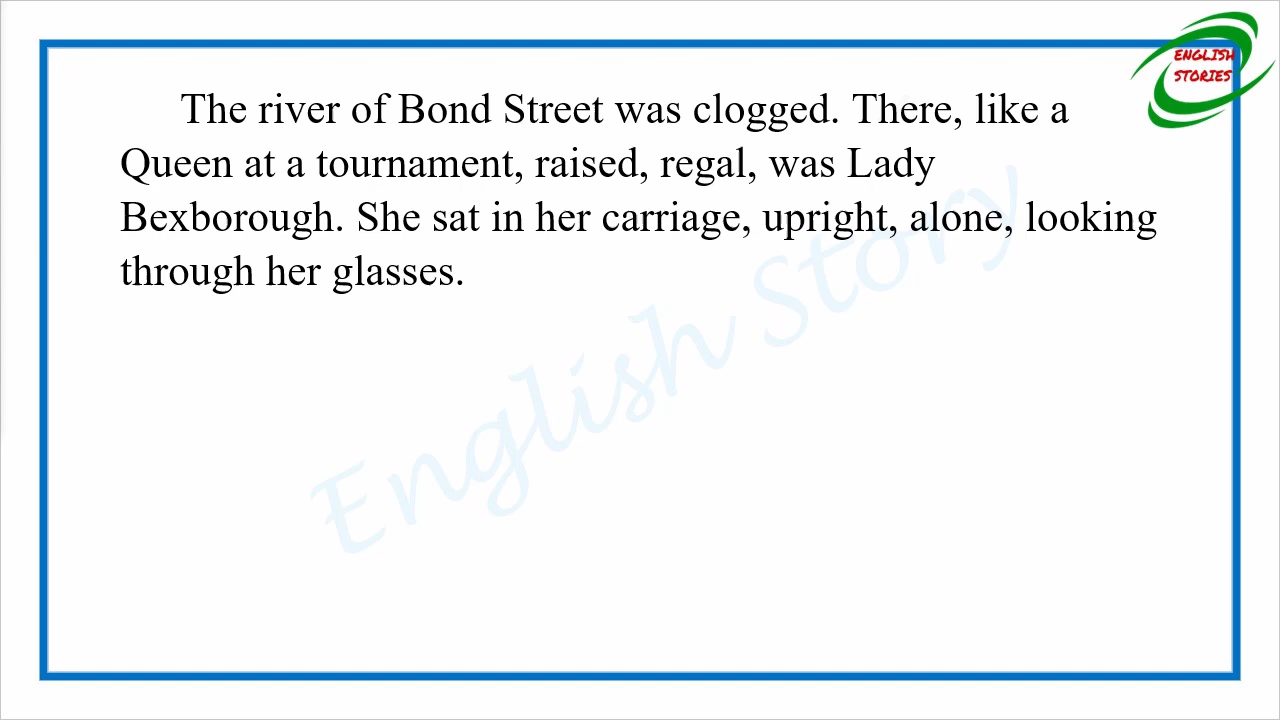 ENGLISH
STORIES
The river of Bond Street was clogged. There, like a
Queen at a tournament, raised, regal, was Lady
Bexborough. She sat in her carriage, upright, alone, looking
through her glasses.
English Story